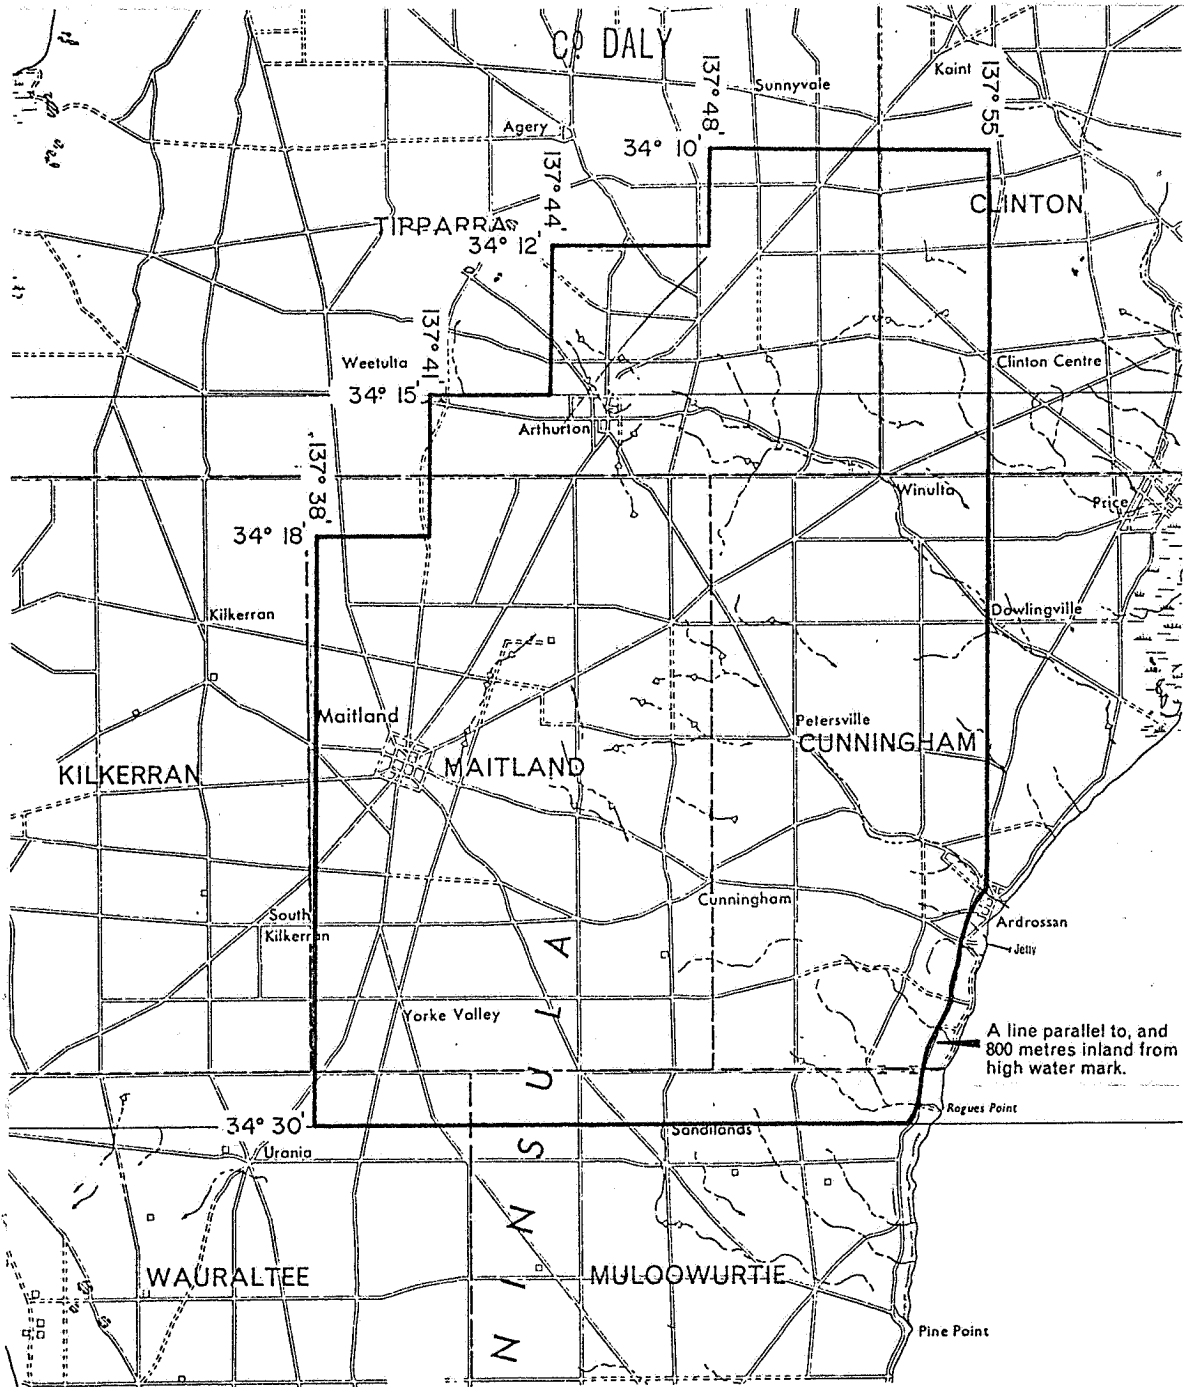 Co DALY
Kaint
Sunnyvale
137° 48'
137° 55'
Agery
34° 10'
137° 44'
CLINTON
TIPPARRA
34° 12'
137° 41'
Weetulta
Clinton Centre
34° 15'
Arthurton
137° 38'
Winulta
Price
34° 18'
Kilkerran
Dowlingville
Maitland
Petersville
CUNNINGHAM
KILKERRAN
MAITLAND
Cunningham
South
Kilkerran
Ardrossan
Jetty
Yorke Valley
A line parallel to, and
800 metres inland from
high water mark.
Rogues Point
34° 30'
Sandilands
Urania
WAURALTEE
MULOOWURTIE
Pine Point
N I N S U L A